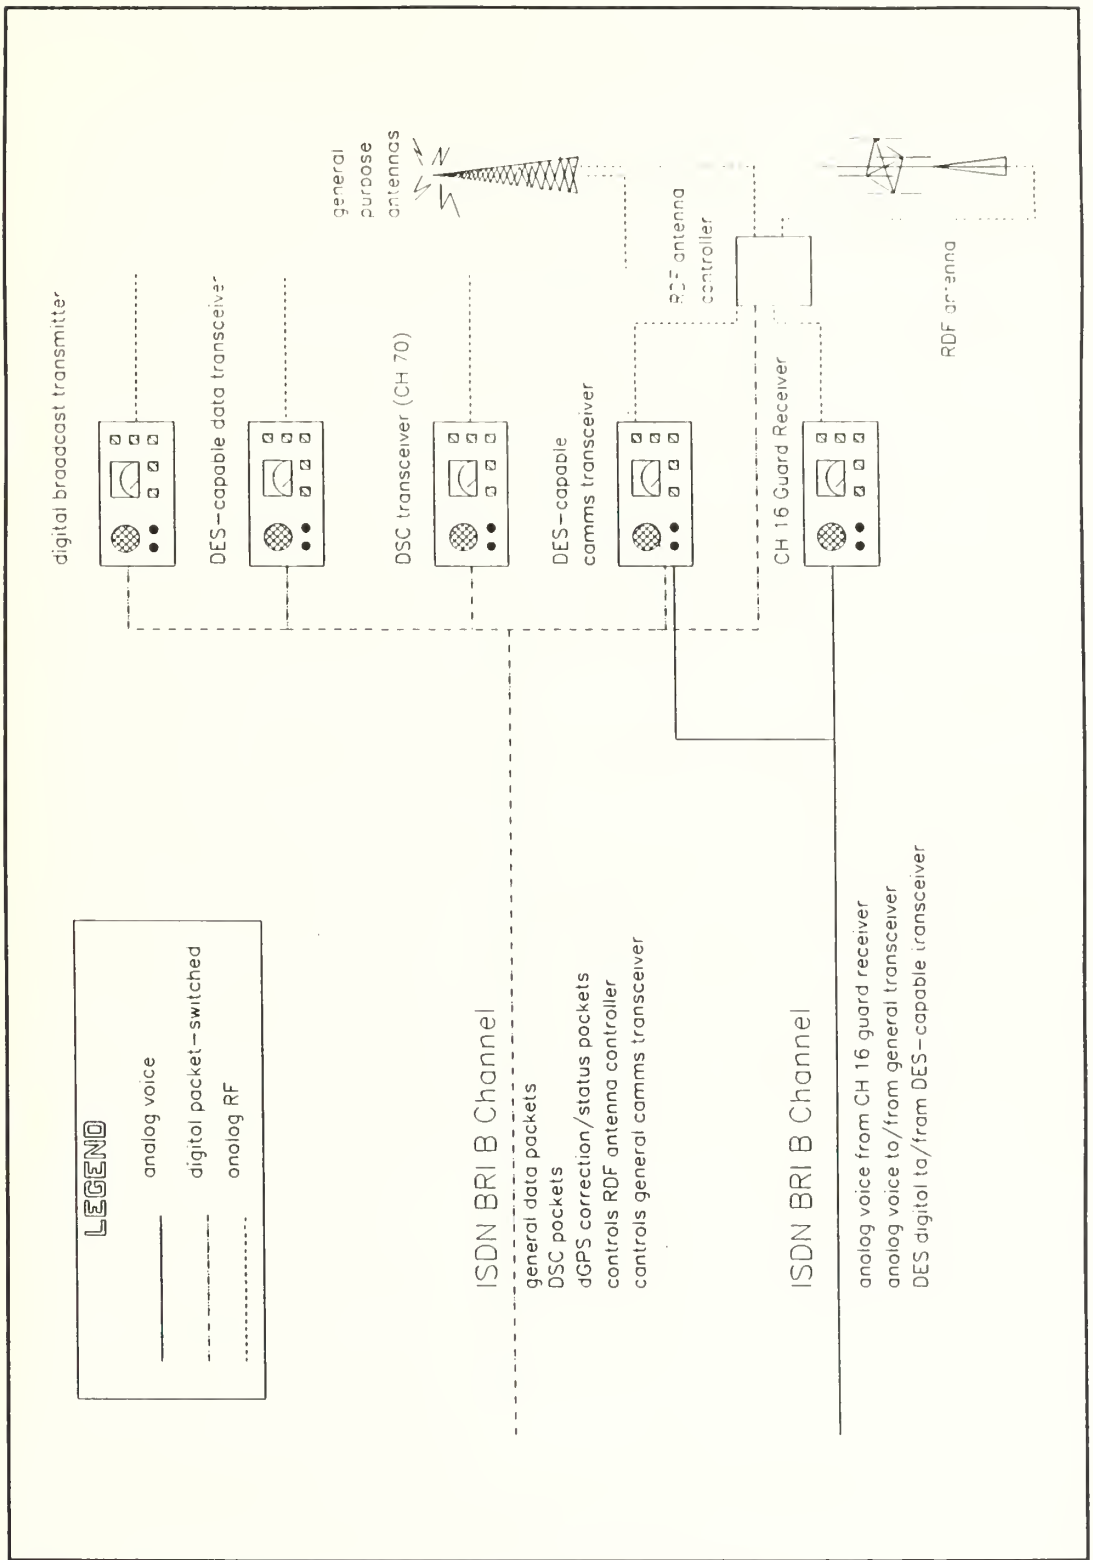 LEGEND
analog voice
digital packet-switched
analog RF
digital broadcast transmitter
DES-capable data transceiver
DSC transceiver (CH 70)
DES-capable
comms transceiver
CH 16 Guard Receiver
general
purpose
antennas
RDF antenna
controller
RDF antenna
ISDN BRI B Channel
general data packets
DSC packets
dGPS correction/status packets
controls RDF antenna controller
controls general comms transceiver
ISDN BRI B Channel
analog voice from CH 16 guard receiver
analog voice to/from general transceiver
DES digital to/from DES-capable transceiver